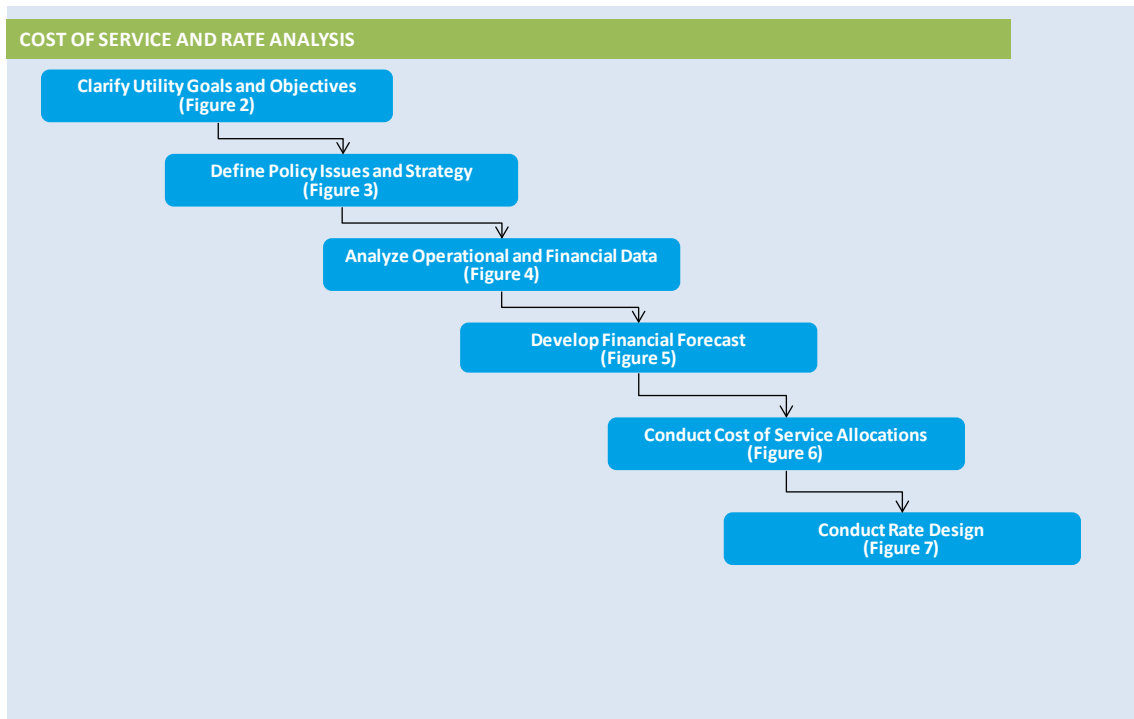 COST OF SERVICE AND RATE ANALYSIS
Clarify Utility Goals and Objectives
(Figure 2)
Define Policy Issues and Strategy
(Figure 3)
Analyze Operational and Financial Data
(Figure 4)
Develop Financial Forecast
(Figure 5)
Conduct Cost of Service Allocations
(Figure 6)
Conduct Rate Design
(Figure 7)